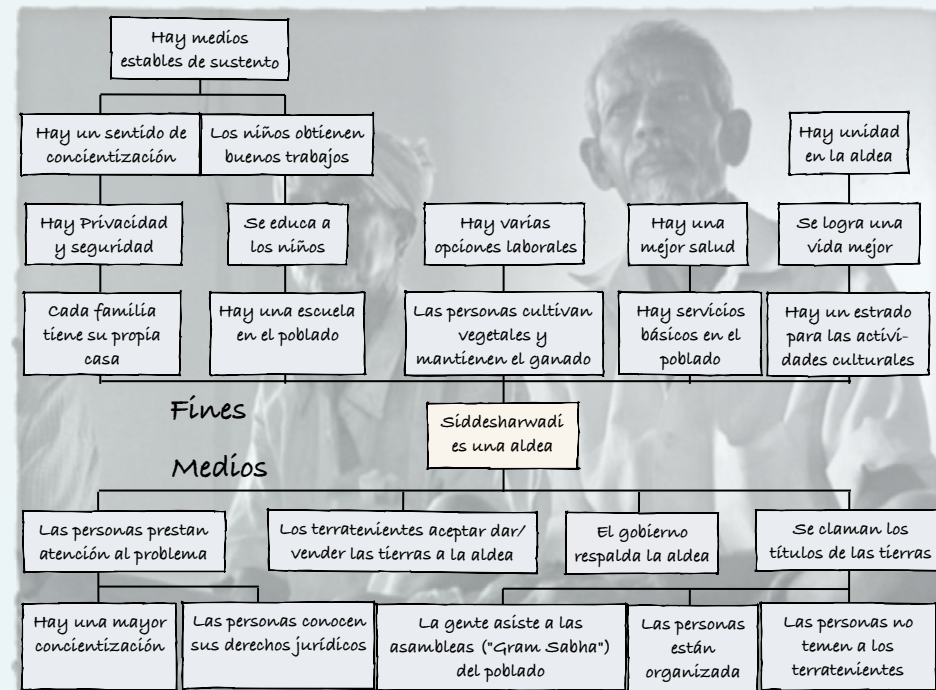 Hay medios
estables de sustento
Hay un sentido de
concientización
Los niños obtienen
buenos trabajos
Hay unidad
en la aldea
Hay Privacidad
y seguridad
Se educa a
los niños
Hay varias
opciones laborales
Hay una
mejor salud
Se logra una
vida mejor
Cada familia
tiene su propia
casa
Hay una escuela
en el poblado
Las personas cultivan
vegetales y
mantienen el ganado
Hay servicios
básicos en el
poblado
Hay un estrado
para las activi-
dades culturales
Fines
Siddesharwadi
es una aldea
Medios
Las personas prestan
atención al problema
Los terratenientes aceptar dar/
vender las tierras a la aldea
El gobierno
respalda la aldea
Se claman los
títulos de las tierras
Hay una mayor
concientización
Las personas conocen
sus derechos jurídicos
La gente asiste a las
asambleas ("Gram Sabha")
del poblado
Las personas
están
organizada
Las personas no
temen a los
terratenientes